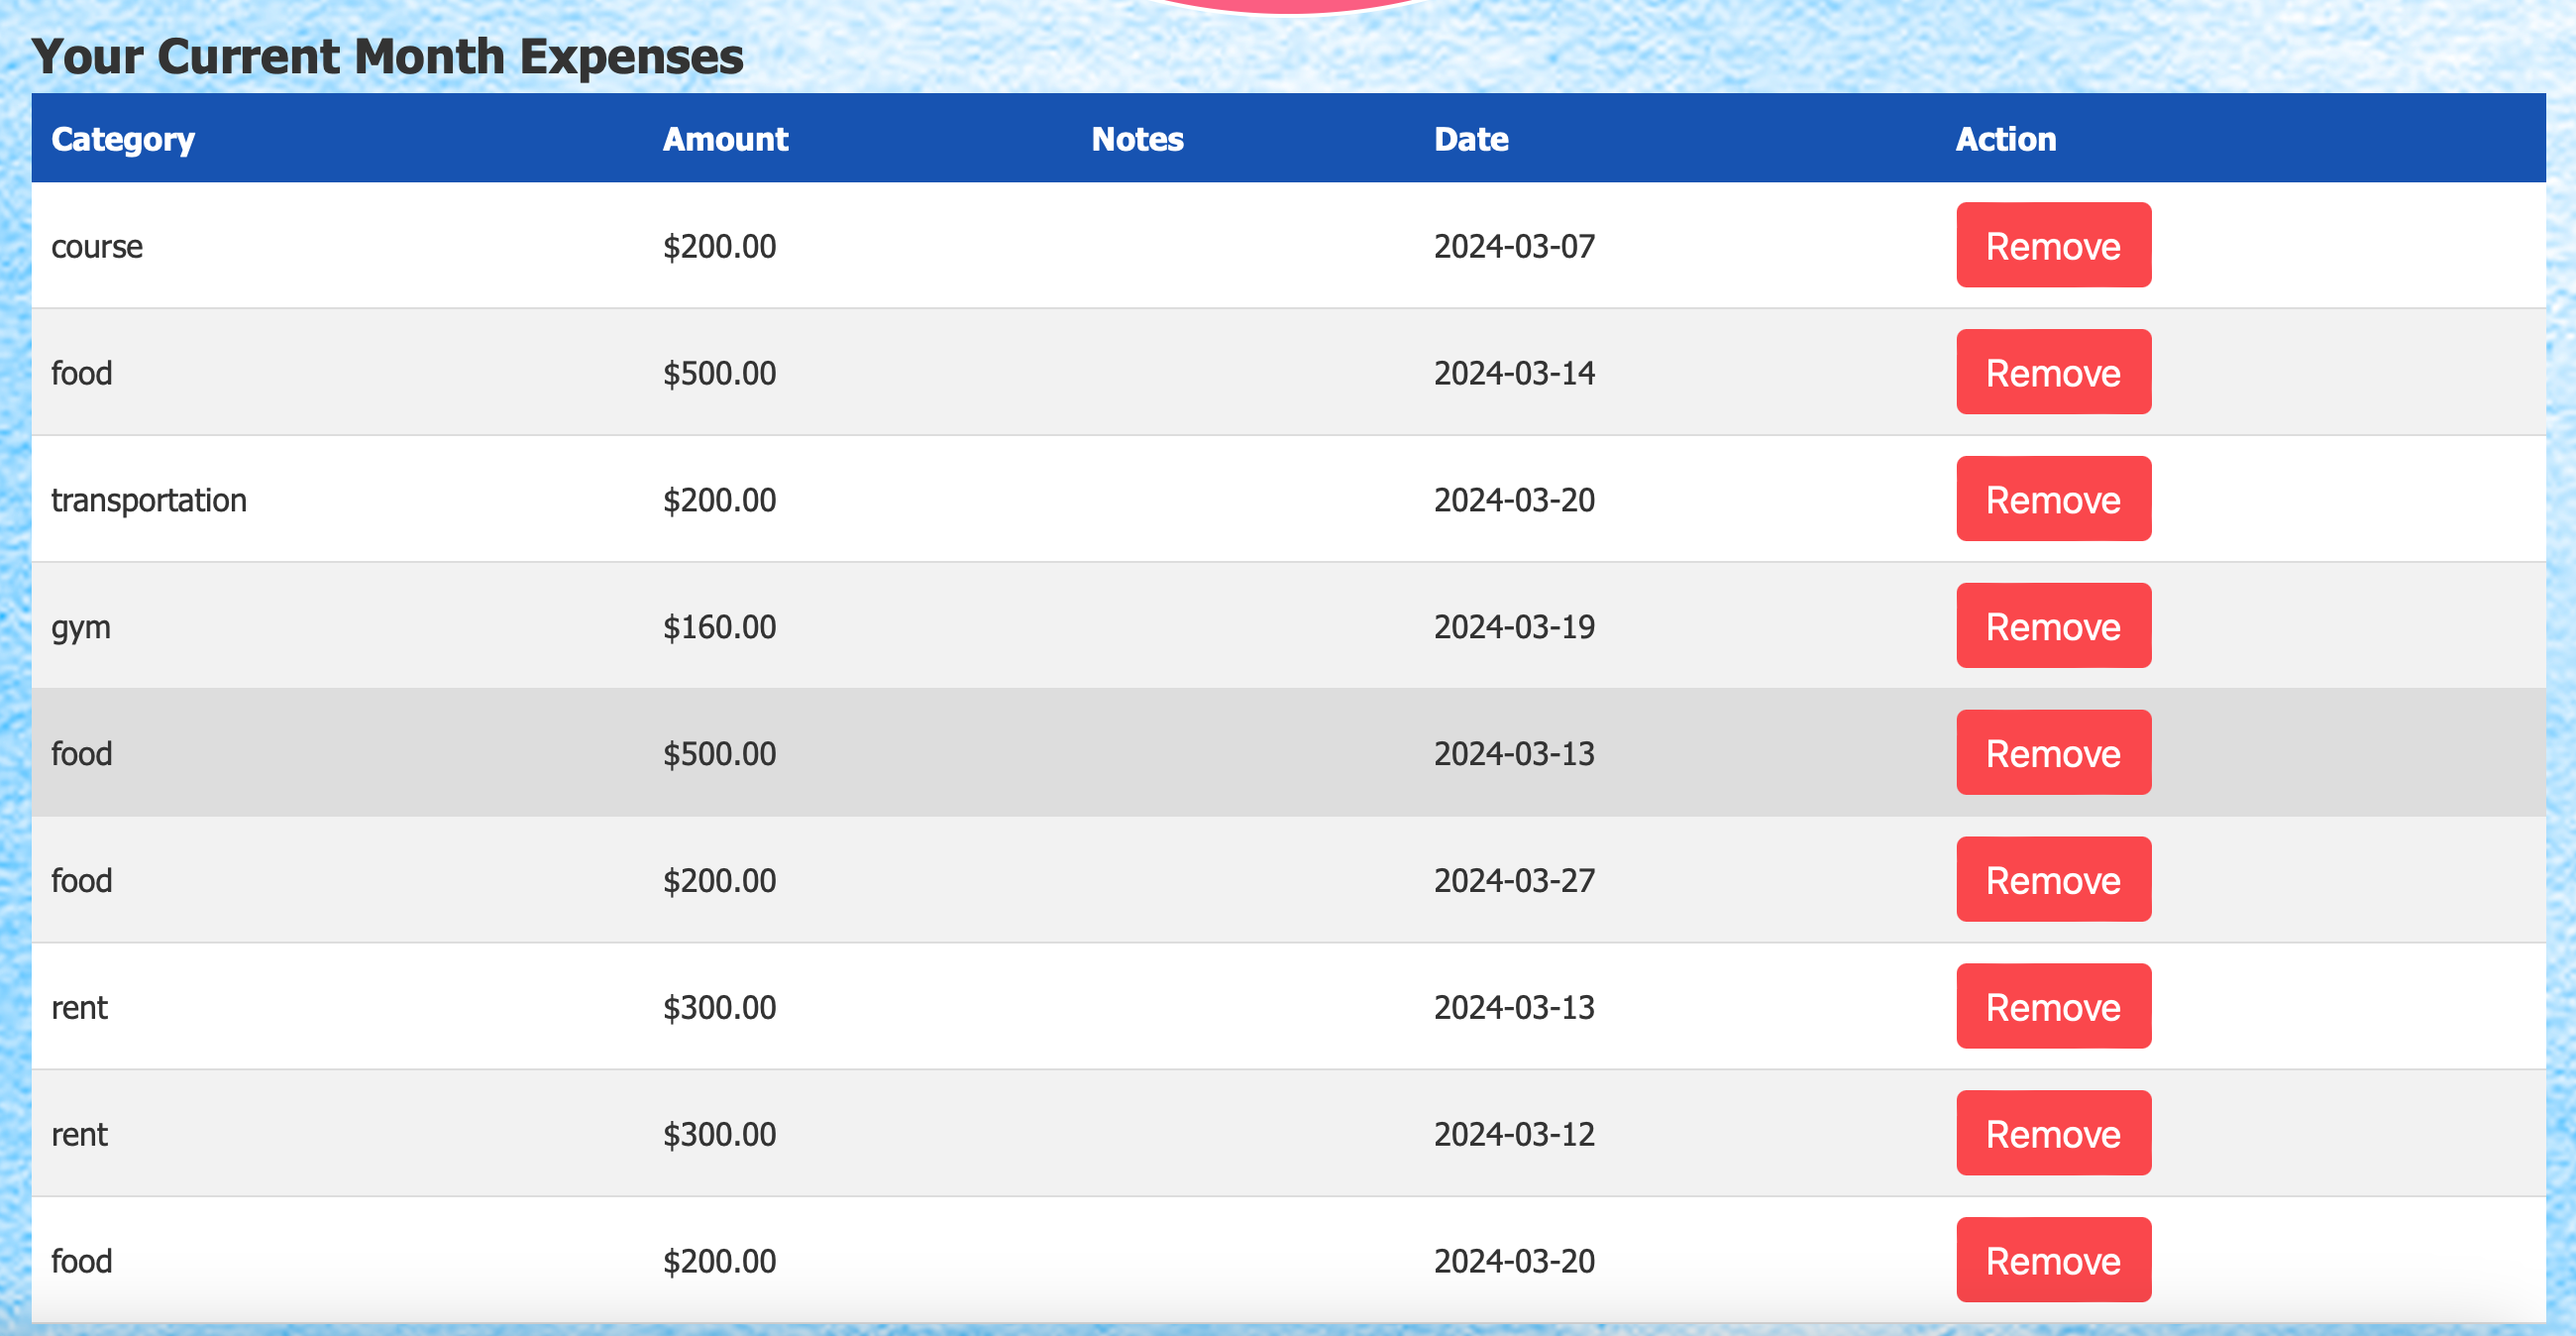 Your Current Month Expenses
Category Amount Notes Date Action
course $200.00 2024-03-07 Remove
food $500.00 2024-03-14 Remove
transportation $200.00 2024-03-20 Remove
gym $160.00 2024-03-19 Remove
food $500.00 2024-03-13 Remove
food $200.00 2024-03-27 Remove
rent $300.00 2024-03-13 Remove
rent $300.00 2024-03-12 Remove
food $200.00 2024-03-20 Remove